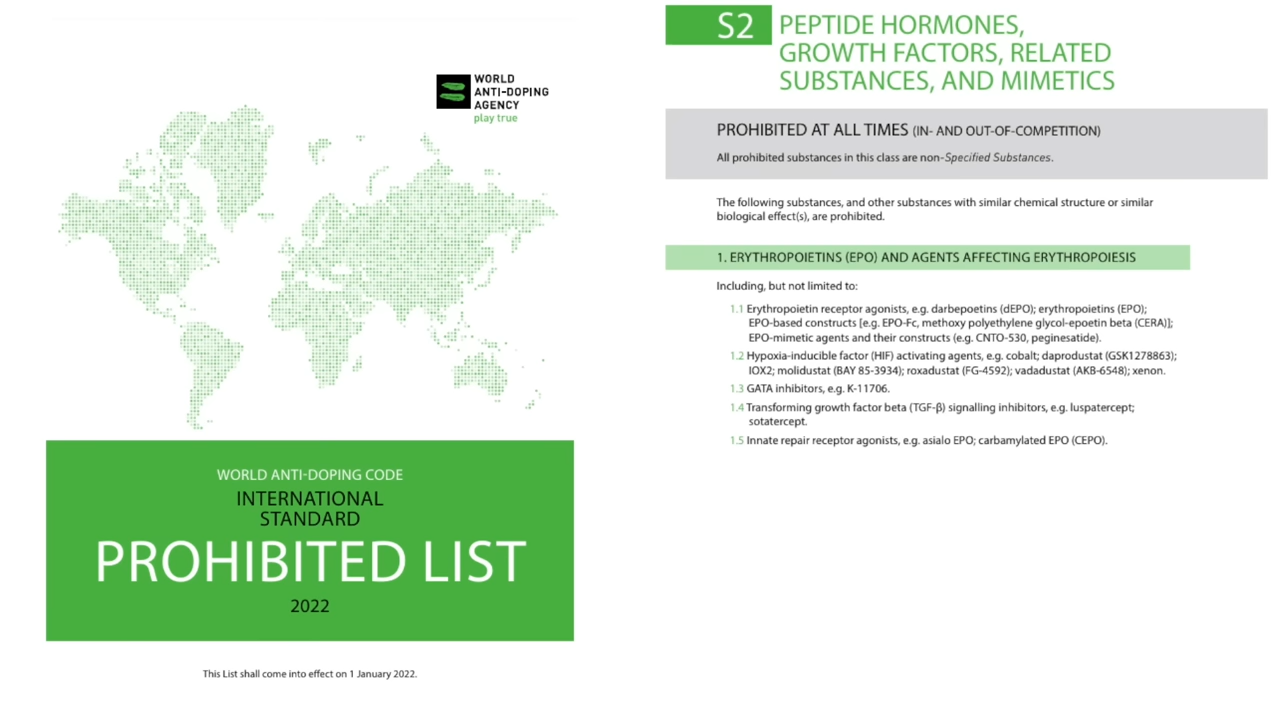 WORLD
ANTI-DOPING
AGENCY
play true
WORLD ANTI-DOPING CODE
INTERNATIONAL
STANDARD
PROHIBITED LIST
2022
This List shall come into effect on 1 January 2022.
S2 PEPTIDE HORMONES,
GROWTH FACTORS, RELATED
SUBSTANCES, AND MIMETICS
PROHIBITED AT ALL TIMES (IN- AND OUT-OF-COMPETITION)
All prohibited substances in this class are non-Specified Substances.
The following substances, and other substances with similar chemical structure or similar
biological effect(s), are prohibited.
1. ERYTHROPOIETINS (EPO) AND AGENTS AFFECTING ERYTHROPOIESIS
Including, but not limited to:
1.1 Erythropoietin receptor agonists, e.g. darbepoetins (dEPO); erythropoietins (EPO);
EPO-based constructs [e.g. EPO-Fc, methoxy polyethylene glycol-epoetin beta (CERA)];
EPO-mimetic agents and their constructs (e.g. CNTO-530, peginesatide).
1.2 Hypoxia-inducible factor (HIF) activating agents, e.g. cobalt; daprodustat (GSK1278863);
IOX2; molidustat (BAY 85-3934); roxadustat (FG-4592); vadadustat (AKB-6548); xenon.
1.3 GATA inhibitors, e.g. K-11706.
1.4 Transforming growth factor beta (TGF-β) signalling inhibitors, e.g. luspatercept;
sotatercept.
1.5 Innate repair receptor agonists, e.g. asialo EPO; carbamylated EPO (CEPO).